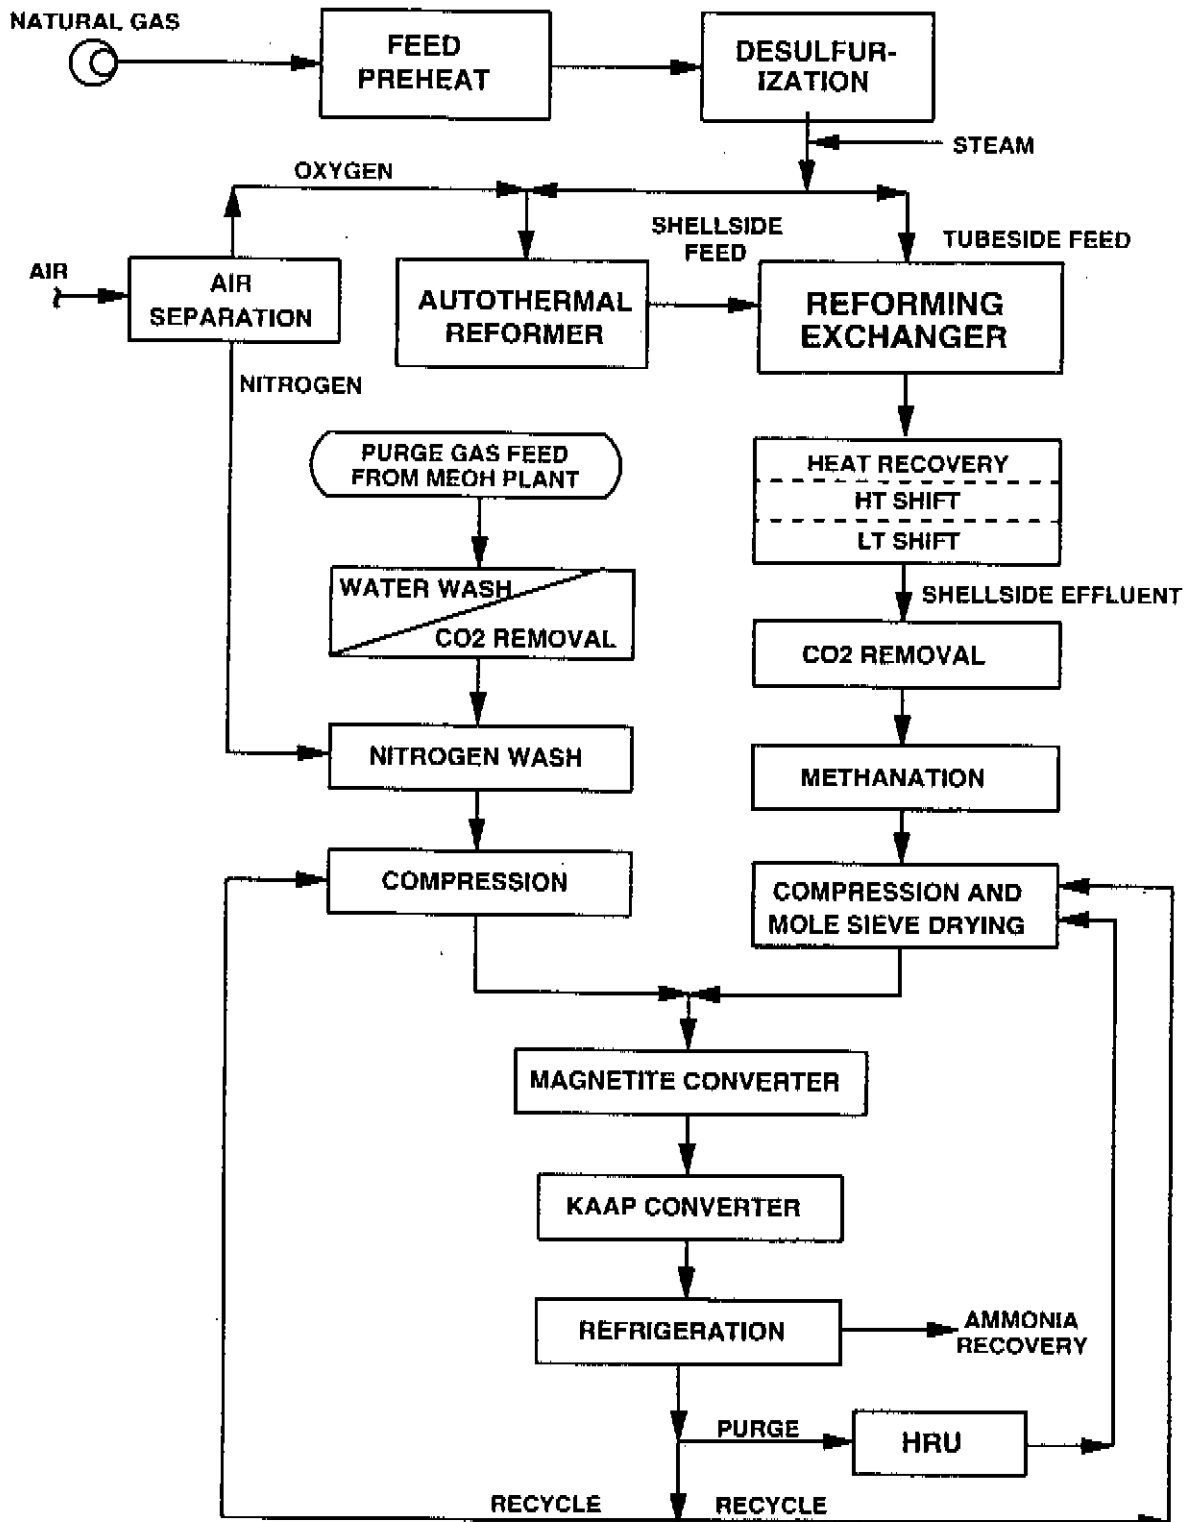 NATURAL GAS
FEED
PREHEAT
DESULFUR-
IZATION
STEAM
OXYGEN
SHELLSIDE
FEED
TUBESIDE FEED
AIR
AIR
SEPARATION
AUTOTHERMAL
REFORMER
REFORMING
EXCHANGER
NITROGEN
PURGE GAS FEED
FROM MEOH PLANT
HEAT RECOVERY
HT SHIFT
LT SHIFT
WATER WASH
CO2 REMOVAL
SHELLSIDE EFFLUENT
CO2 REMOVAL
NITROGEN WASH
METHANATION
COMPRESSION
COMPRESSION AND
MOLE SIEVE DRYING
MAGNETITE CONVERTER
KAAP CONVERTER
REFRIGERATION
AMMONIA
RECOVERY
PURGE
HRU
RECYCLE
RECYCLE